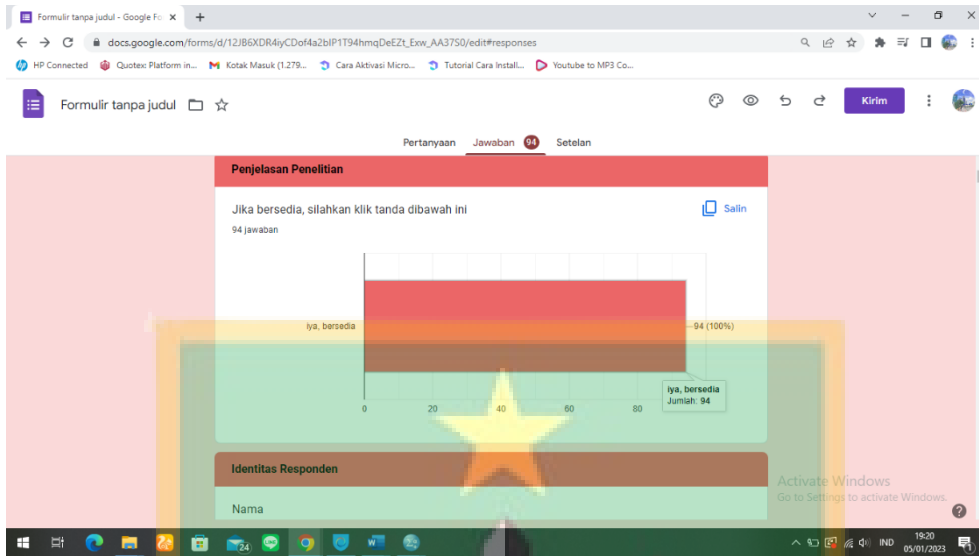 Formulir tanpa judul - Google Fo
docs.google.com/forms/d/12JB6XDR4iyCDof4a2bIP1T94hmqDeEZt_Exw_AA37S0/edit#responses
HP Connected Quotex: Platform in... Kotak Masuk (1.279... Cara Aktivasi Micro... Tutorial Cara Install... Youtube to MP3 Co...
Formulir tanpa judul Kirim
Pertanyaan Jawaban 94 Setelan
Penjelasan Penelitian
Jika bersedia, silahkan klik tanda dibawah ini Salin
94 jawaban
iya, bersedia 94 (100%)
iya, bersedia
Jumlah: 94
0 20 40 60 80
Identitas Responden
Activate Windows
Go to Settings to activate Windows.
Nama
24 IND 19:20
05/01/2023